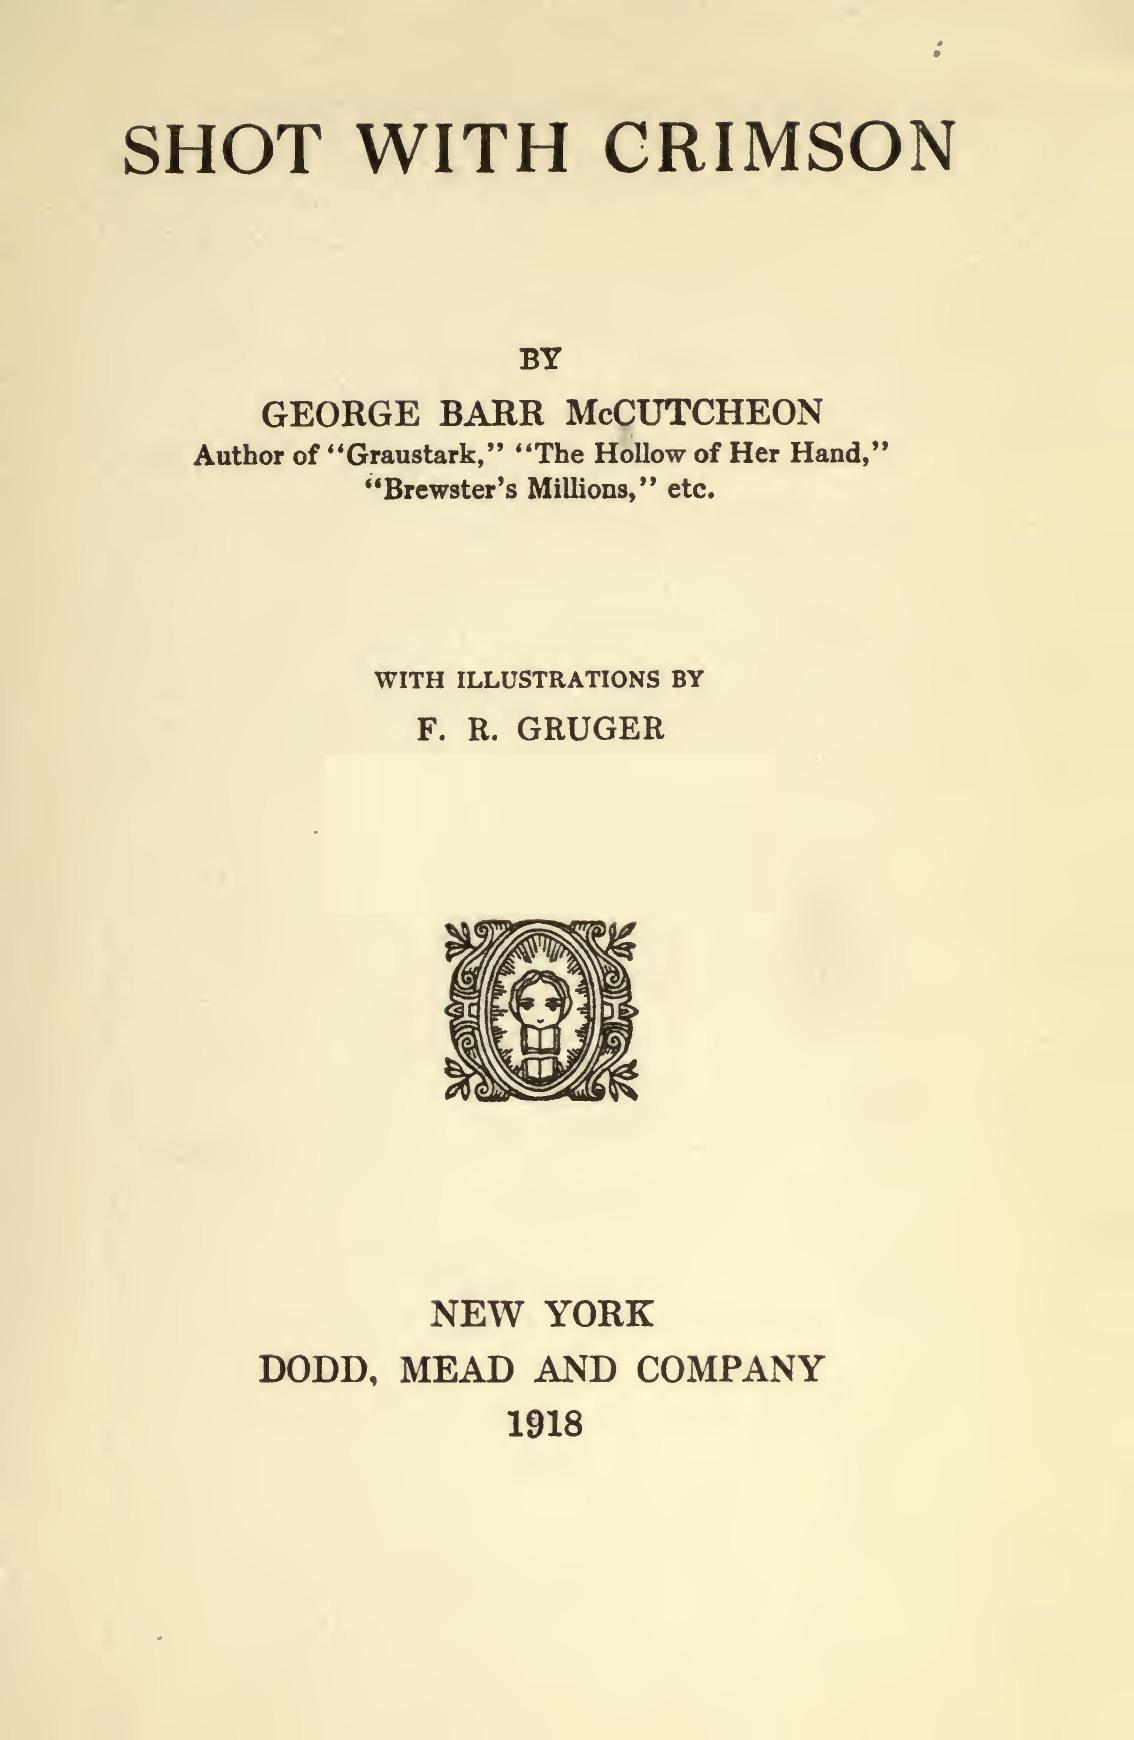 SHOT WITH CRIMSON
BY
GEORGE BARR McCUTCHEON
Author of “Graustark,” “The Hollow of Her Hand,”
“Brewster’s Millions,” etc.
WITH ILLUSTRATIONS BY
F. R. GRUGER
NEW YORK
DODD, MEAD AND COMPANY
1918